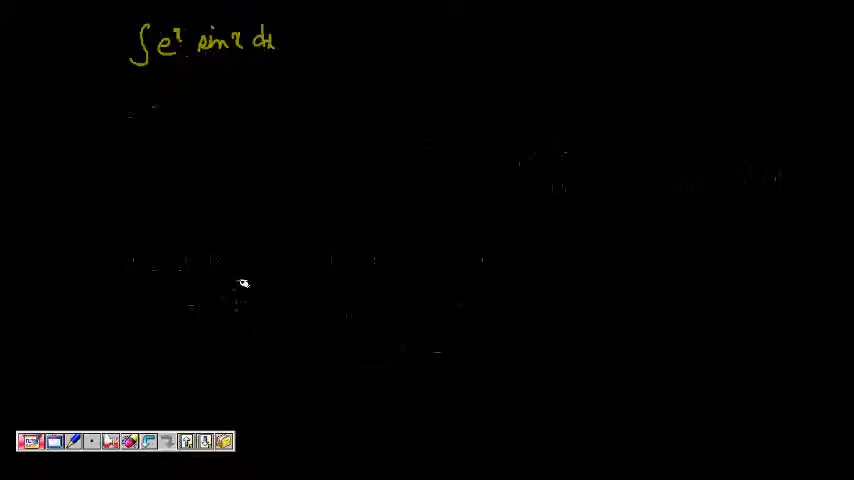 ∫ eˣ sin x dx